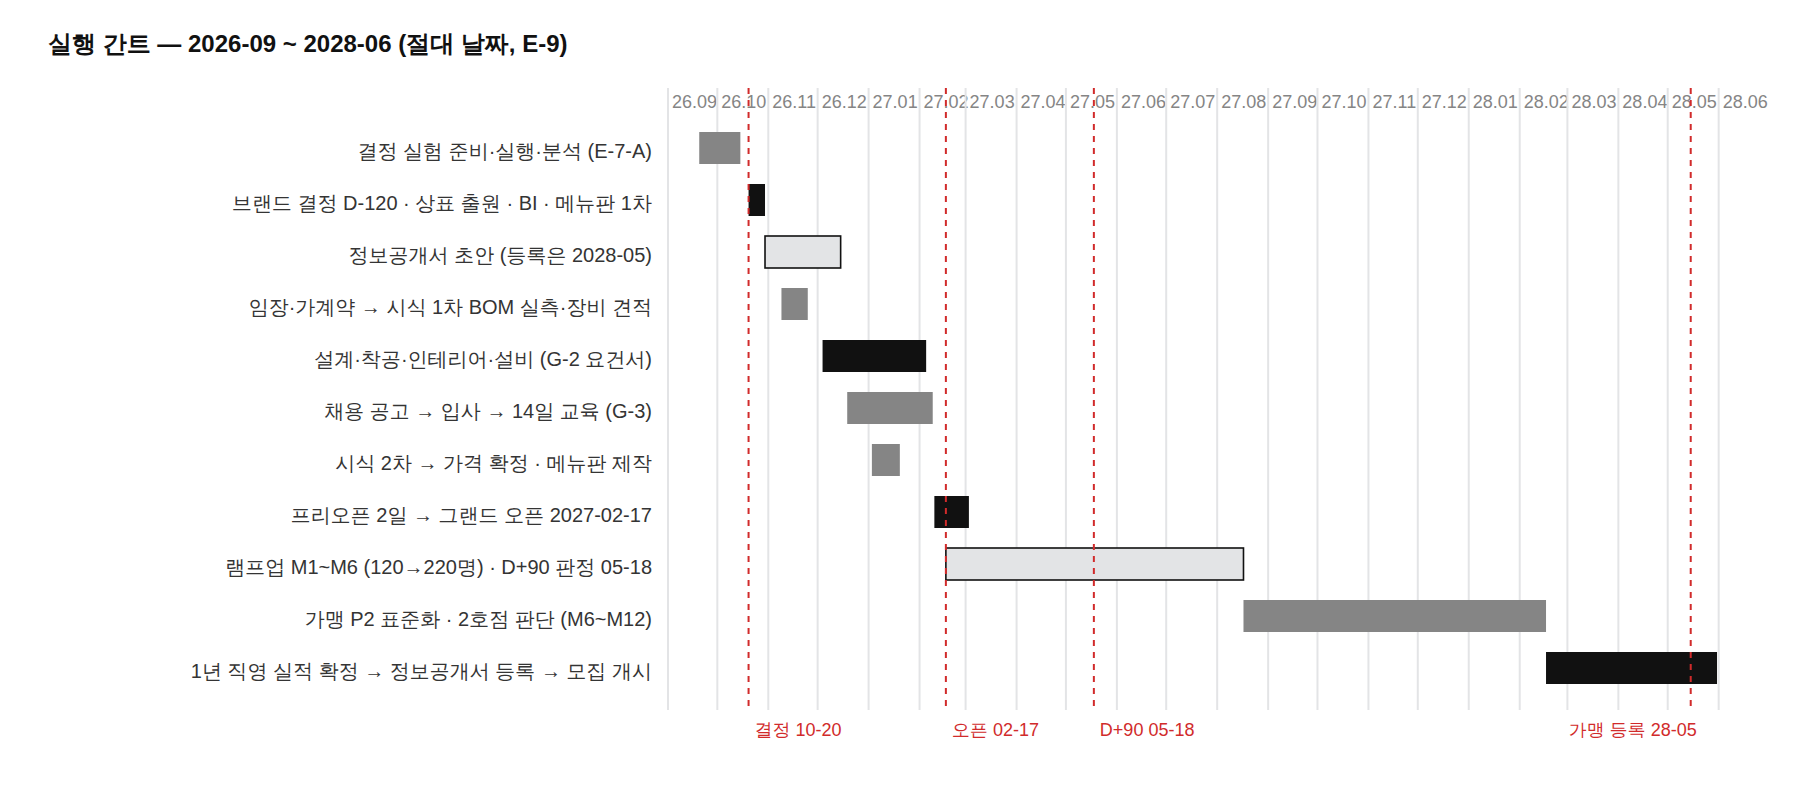 실행 간트 — 2026-09 ~ 2028-06 (절대 날짜, E-9)
26.09 26.10 26.11 26.12 27.01 27.02 27.03 27.04 27.05 27.06 27.07 27.08 27.09 27.10 27.11 27.12 28.01 28.02 28.03 28.04 28.05 28.06
결정 실험 준비·실행·분석 (E-7-A)
브랜드 결정 D-120 · 상표 출원 · BI · 메뉴판 1차
정보공개서 초안 (등록은 2028-05)
임장·가계약 → 시식 1차 BOM 실측·장비 견적
설계·착공·인테리어·설비 (G-2 요건서)
채용 공고 → 입사 → 14일 교육 (G-3)
시식 2차 → 가격 확정 · 메뉴판 제작
프리오픈 2일 → 그랜드 오픈 2027-02-17
램프업 M1~M6 (120→220명) · D+90 판정 05-18
가맹 P2 표준화 · 2호점 판단 (M6~M12)
1년 직영 실적 확정 → 정보공개서 등록 → 모집 개시
결정 10-20 오픈 02-17 D+90 05-18 가맹 등록 28-05